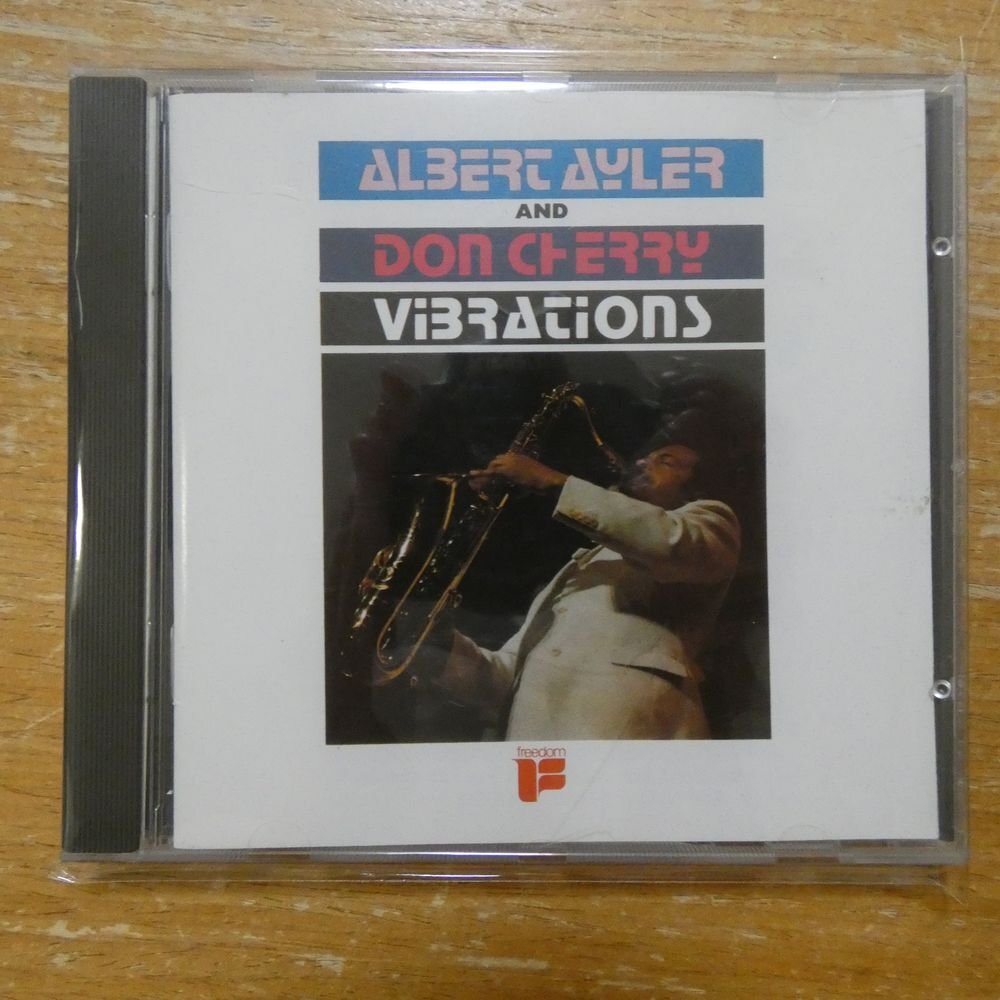 ALBERT AYLER
AND
DON CHERRY
ViBRATiONS
freedom
F